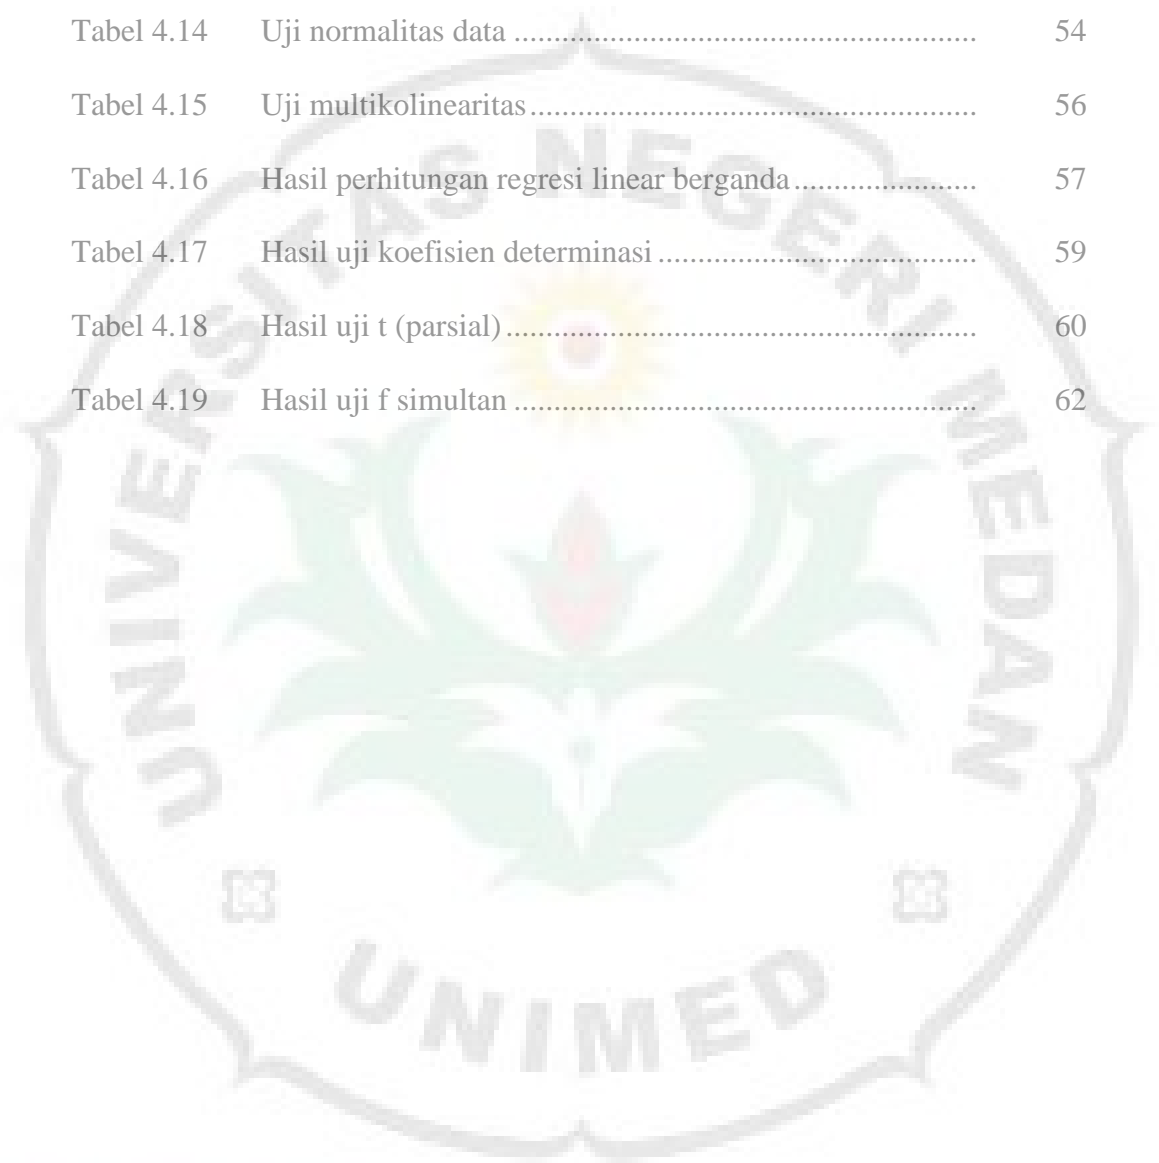 Tabel 4.14 Uji normalitas data ........................................................ 54
Tabel 4.15 Uji multikolinearitas ...................................................... 56
Tabel 4.16 Hasil perhitungan regresi linear berganda ...................... 57
Tabel 4.17 Hasil uji koefisien determinasi ....................................... 59
Tabel 4.18 Hasil uji t (parsial) ......................................................... 60
Tabel 4.19 Hasil uji f simultan ........................................................ 62
UNIVERSITAS NEGERI MEDAN
UNIMED